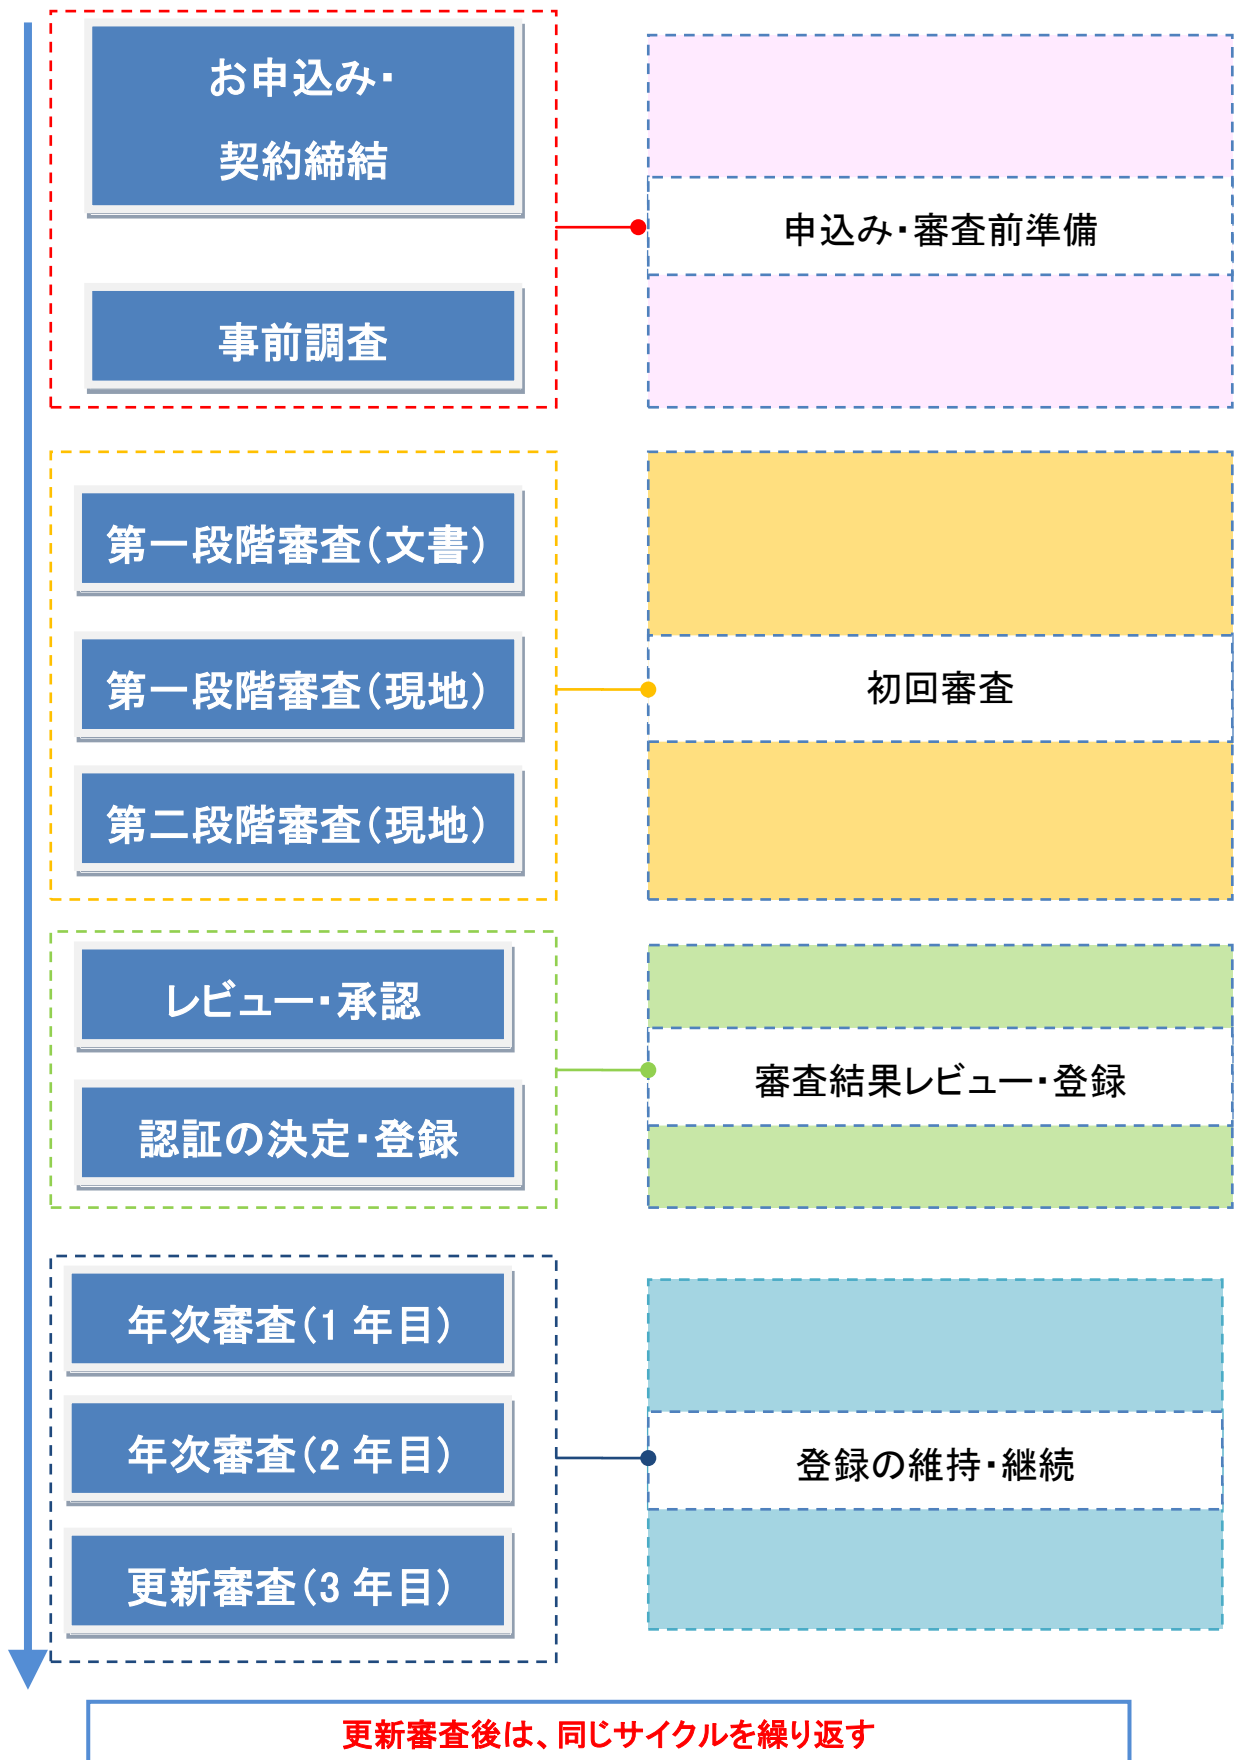 お申込み・
契約締結
申込み・審査前準備
事前調査
第一段階審査(文書)
第一段階審査(現地)
初回審査
第二段階審査(現地)
レビュー・承認
審査結果レビュー・登録
認証の決定・登録
年次審査(1 年目)
年次審査(2 年目)
登録の維持・継続
更新審査(3 年目)
更新審査後は、同じサイクルを繰り返す